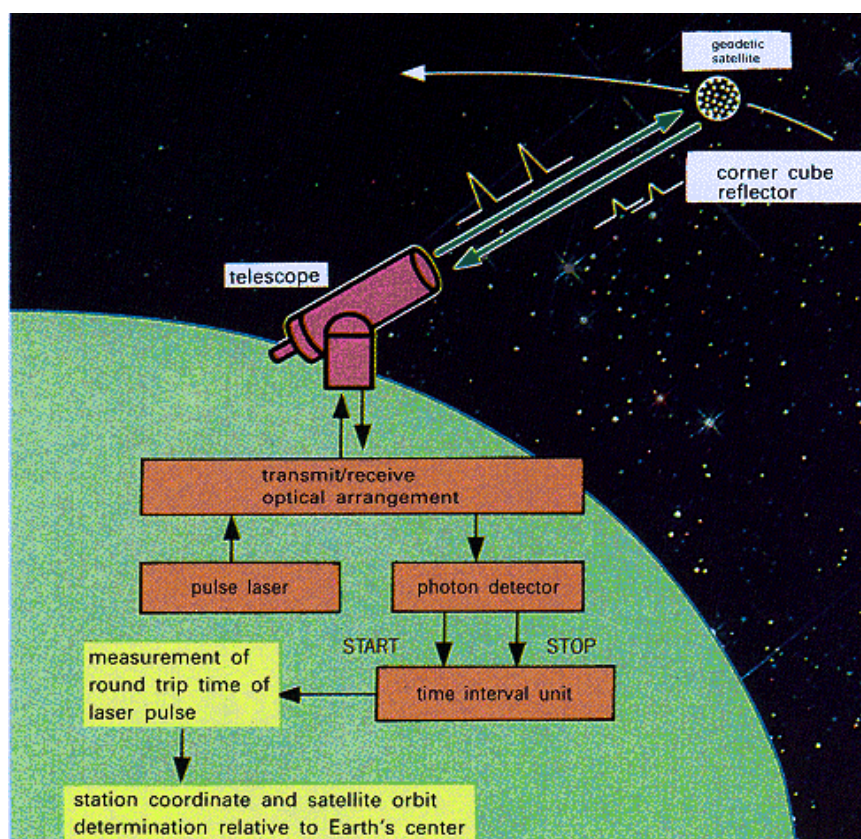 geodetic
satellite
corner cube
reflector
telescope
transmit/receive
optical arrangement
pulse laser
photon detector
START
STOP
measurement of
round trip time of
laser pulse
time interval unit
station coordinate and satellite orbit
determination relative to Earth's center